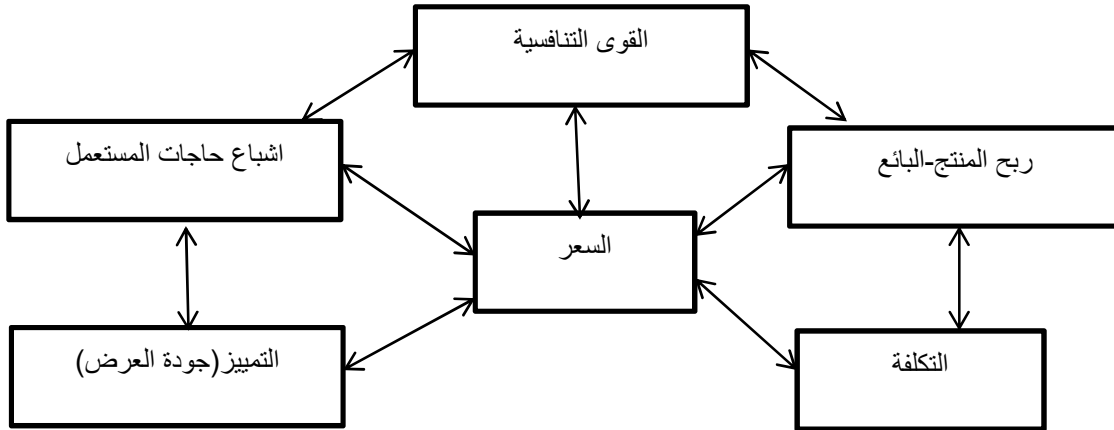 القوى التنافسية
ربح المنتج-البائع
اشباع حاجات المستعمل
السعر
التكلفة
التمييز(جودة العرض)